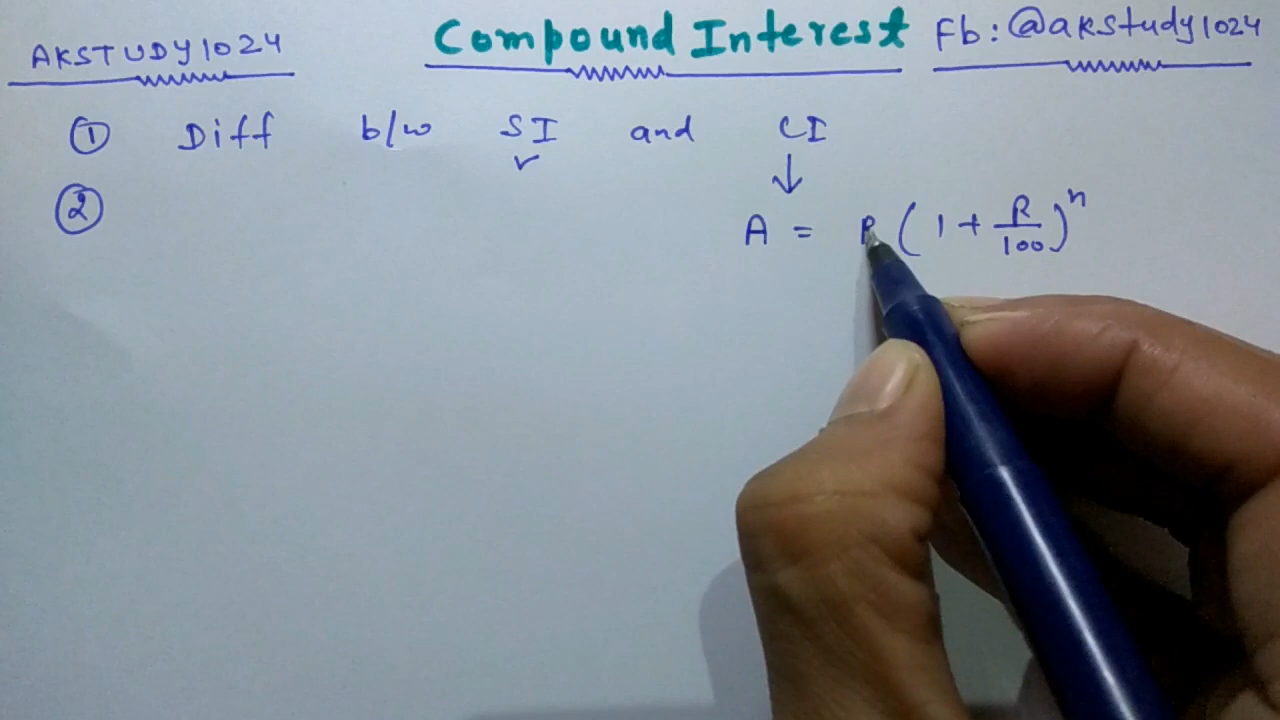 AKSTUDY1024 Compound Interest Fb: @akstudy1024
① Diff b/w SI and CI
②
A = P(1 + R/100)^n